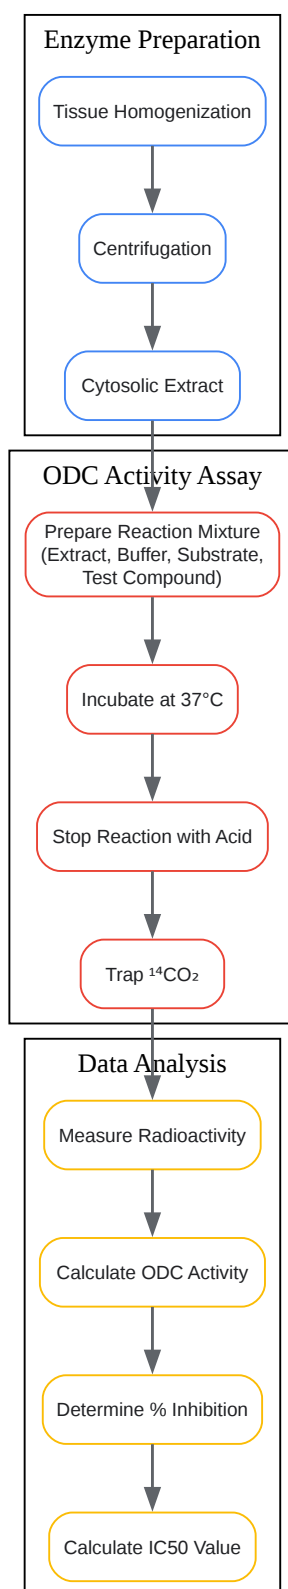 Enzyme Preparation
Tissue Homogenization
Centrifugation
Cytosolic Extract
ODC Activity Assay
Prepare Reaction Mixture
(Extract, Buffer, Substrate,
Test Compound)
Incubate at 37°C
Stop Reaction with Acid
Trap ¹⁴CO₂
Data Analysis
Measure Radioactivity
Calculate ODC Activity
Determine % Inhibition
Calculate IC50 Value